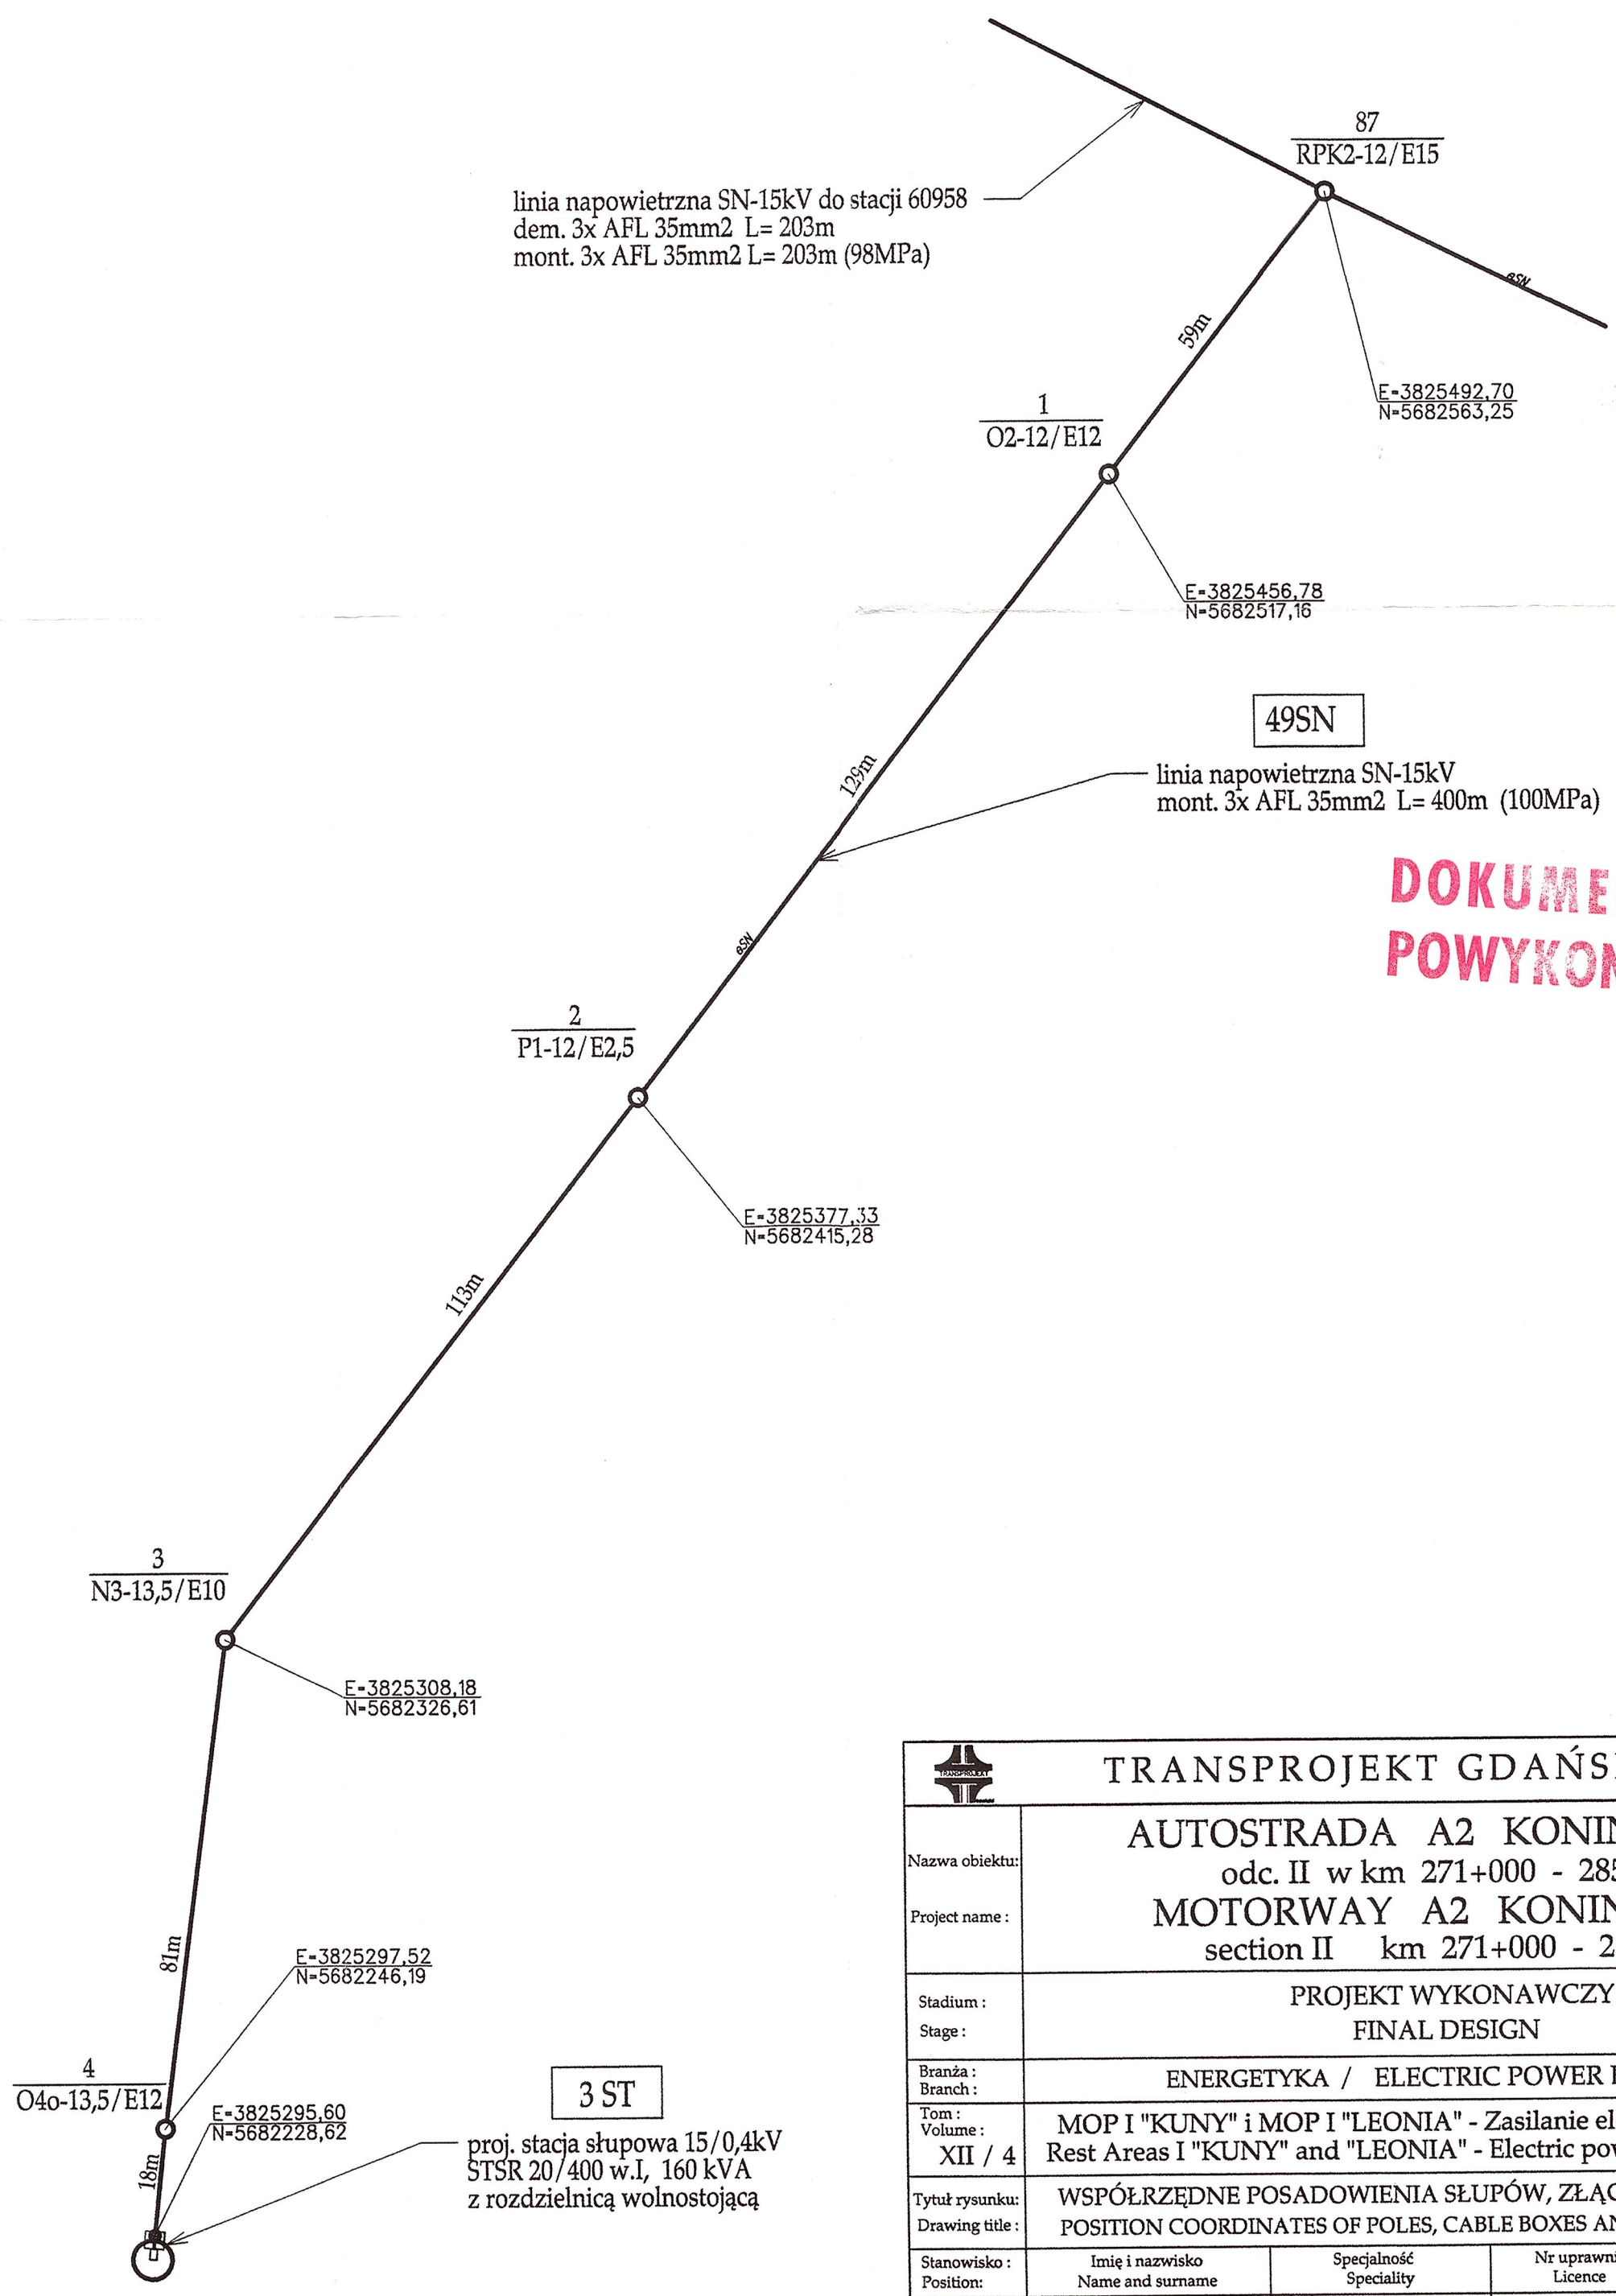 87
RPK2-12/E15
linia napowietrzna SN-15kV do stacji 60958
dem. 3x AFL 35mm2 L= 203m
mont. 3x AFL 35mm2 L= 203m (98MPa)
eSN
59m
E=3825492,70
N=5682563,25
1
O2-12/E12
E=3825456,78
N=5682517,16
49SN
linia napowietrzna SN-15kV
mont. 3x AFL 35mm2 L= 400m (100MPa)
129m
DOKUME
POWYKON
eSN
2
P1-12/E2,5
E=3825377,33
N=5682415,28
113m
3
N3-13,5/E10
E=3825308,18
N=5682326,61
81m
E=3825297,52
N=5682246,19
4
O4o-13,5/E12
E=3825295,60
N=5682228,62
18m
3 ST
proj. stacja słupowa 15/0,4kV
STSR 20/400 w.I, 160 kVA
z rozdzielnicą wolnostojącą
TRANSPROJEKT
TRANSPROJEKT GDAŃS
Nazwa obiektu:
Project name :
AUTOSTRADA A2 KONIN
odc. II w km 271+000 - 285
MOTORWAY A2 KONIN
section II km 271+000 - 2
Stadium :
Stage :
PROJEKT WYKONAWCZY
FINAL DESIGN
Branża :
Branch :
ENERGETYKA / ELECTRIC POWER
Tom :
Volume :
XII / 4
MOP I "KUNY" i MOP I "LEONIA" - Zasilanie el
Rest Areas I "KUNY" and "LEONIA" - Electric pow
Tytuł rysunku:
Drawing title :
WSPÓŁRZĘDNE POSADOWIENIA SŁUPÓW, ZŁĄC
POSITION COORDINATES OF POLES, CABLE BOXES AN
Stanowisko :
Position:
Imię i nazwisko
Name and surname
Specjalność
Speciality
Nr uprawni
Licence